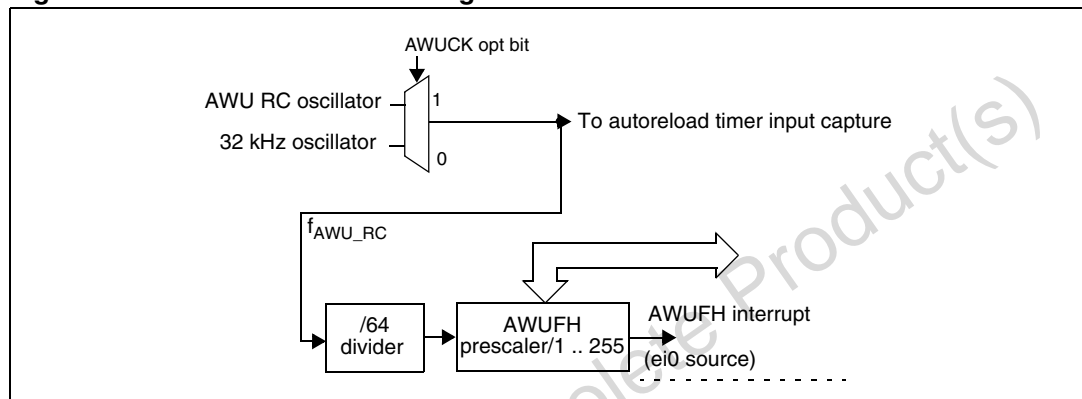 AWUCK opt bit
AWU RC oscillator
1
To autoreload timer input capture
32 kHz oscillator
0
fAWU_RC
/64
divider
AWUFH
prescaler/1 .. 255
AWUFH interrupt
(ei0 source)
Product(s)